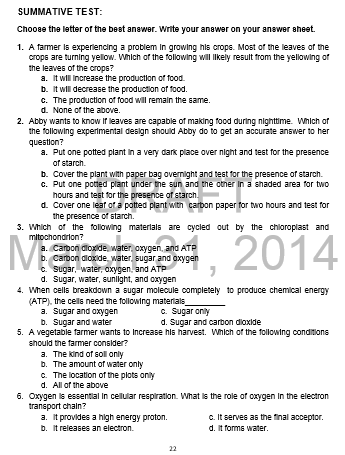 SUMMATIVE TEST:
Choose the letter of the best answer. Write your answer on your answer sheet.
1. A farmer is experiencing a problem in growing his crops. Most of the leaves of the
crops are turning yellow. Which of the following will likely result from the yellowing of
the leaves of the crops?
a. It will increase the production of food.
b. It will decrease the production of food.
c. The production of food will remain the same.
d. None of the above.
2. Abby wants to know if leaves are capable of making food during nighttime. Which of
the following experimental design should Abby do to get an accurate answer to her
question?
a. Put one potted plant in a very dark place over night and test for the presence
of starch.
b. Cover the plant with paper bag overnight and test for the presence of starch.
c. Put one potted plant under the sun and the other in a shaded area for two
hours and test for the presence of starch.
d. Cover one leaf of a potted plant with carbon paper for two hours and test for
the presence of starch.
3. Which of the following materials are cycled out by the chloroplast and
mitochondrion?
a. Carbon dioxide, water, oxygen, and ATP
b. Carbon dioxide, water, sugar and oxygen
c. Sugar, water, oxygen, and ATP
d. Sugar, water, sunlight, and oxygen
4. When cells breakdown a sugar molecule completely to produce chemical energy
(ATP), the cells need the following materials_________
a. Sugar and oxygen c. Sugar only
b. Sugar and water d. Sugar and carbon dioxide
5. A vegetable farmer wants to increase his harvest. Which of the following conditions
should the farmer consider?
a. The kind of soil only
b. The amount of water only
c. The location of the plots only
d. All of the above
6. Oxygen is essential in cellular respiration. What is the role of oxygen in the electron
transport chain?
a. It provides a high energy proton. c. It serves as the final acceptor.
b. It releases an electron. d. It forms water.
DRAFT
March 31, 2014
22